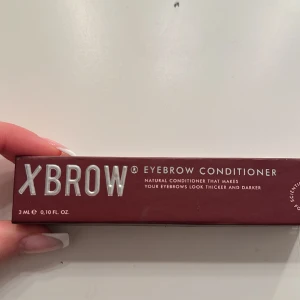 XBROW®
EYEBROW CONDITIONER
NATURAL CONDITIONER THAT MAKES
YOUR EYEBROWS LOOK THICKER AND DARKER
3 ML ℮ 0,10 FL. OZ.